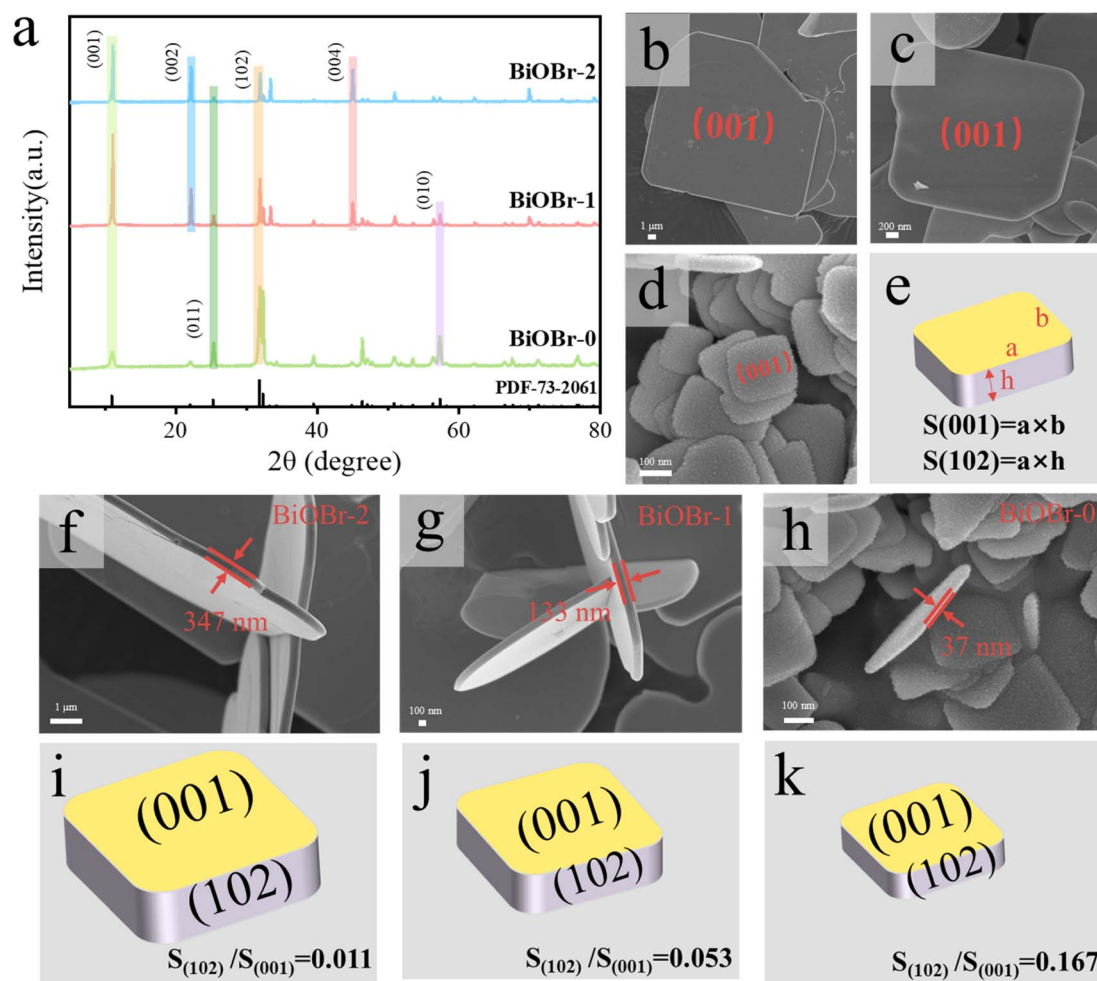 a
Intensity(a.u.)
(001)
(002)
(102)
(004)
BiOBr-2
BiOBr-1
(010)
(011)
BiOBr-0
PDF-73-2061
0
20
40
60
80
2θ (degree)
b
(001)
1 μm
c
(001)
200 nm
d
(001)
100 nm
e
b
a
h
S(001)=a×b
S(102)=a×h
f
BiOBr-2
347 nm
1 μm
g
BiOBr-1
133 nm
100 nm
h
BiOBr-0
37 nm
100 nm
i
(001)
(102)
S(102) /S(001)=0.011
j
(001)
(102)
S(102) /S(001)=0.053
k
(001)
(102)
S(102) /S(001)=0.167